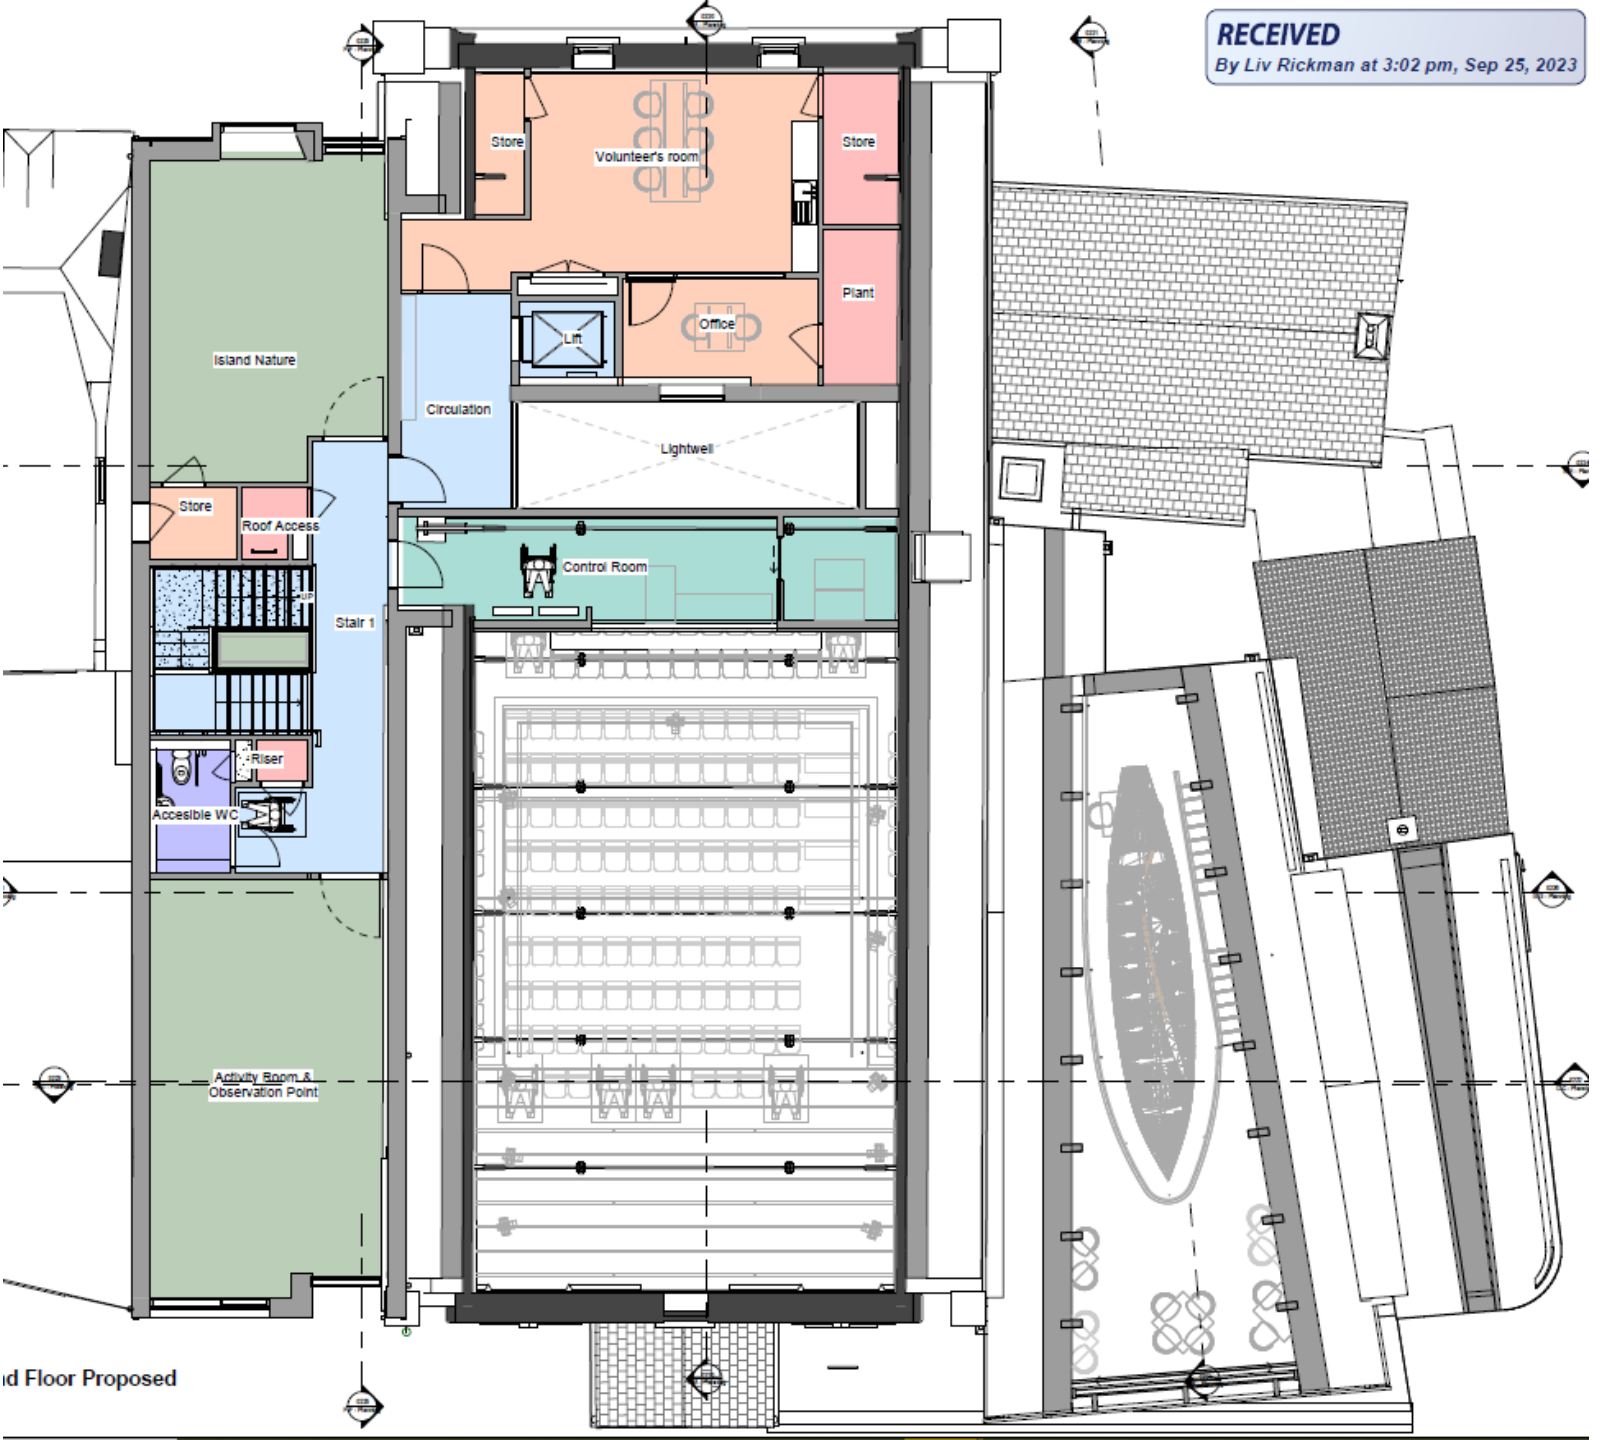 RECEIVED
By Liv Rickman at 3:02 pm, Sep 25, 2023
Store
Volunteer's room
Store
Plant
Office
Lift
Island Nature
Circulation
Lightwell
Store
Roof Access
Control Room
UP
Stair 1
Riser
Accesible WC
Activity Room &
Observation Point
d Floor Proposed